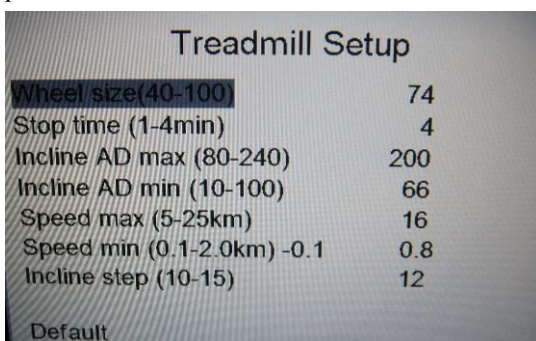 Treadmill Setup
Wheel size(40-100) 74
Stop time (1-4min) 4
Incline AD max (80-240) 200
Incline AD min (10-100) 66
Speed max (5-25km) 16
Speed min (0.1-2.0km) -0.1 0.8
Incline step (10-15) 12
Default